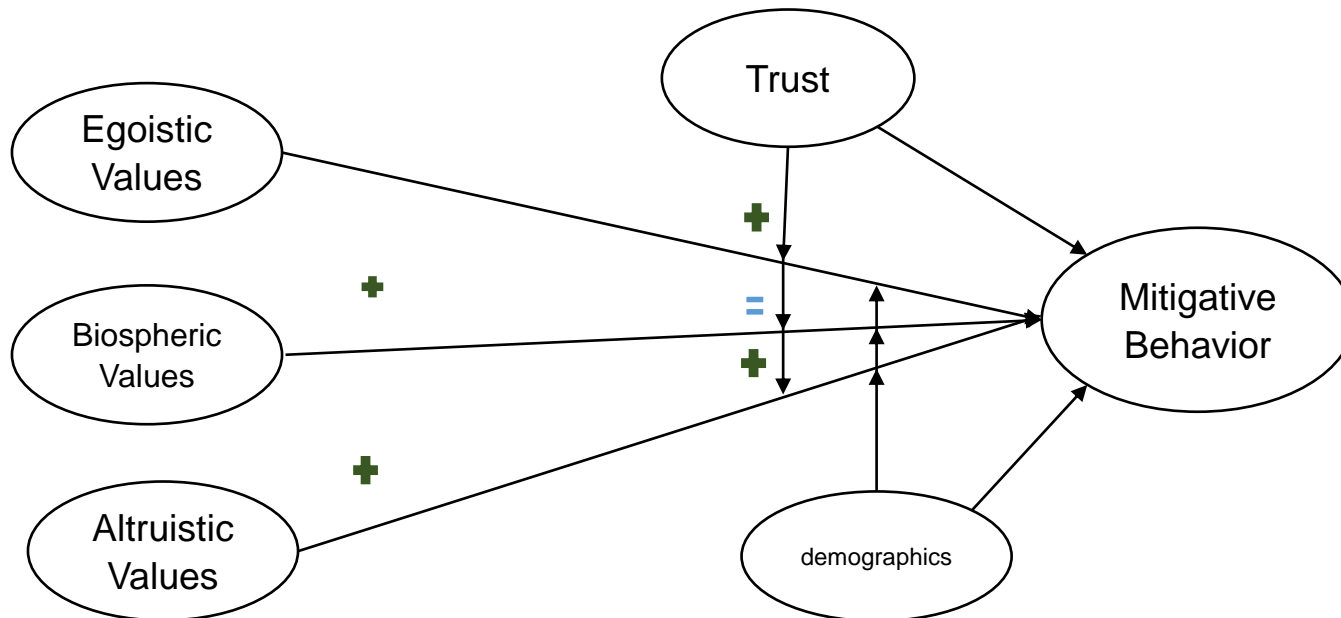 Trust
Egoistic
Values
Mitigative
Behavior
Biospheric
Values
Altruistic
Values
demographics